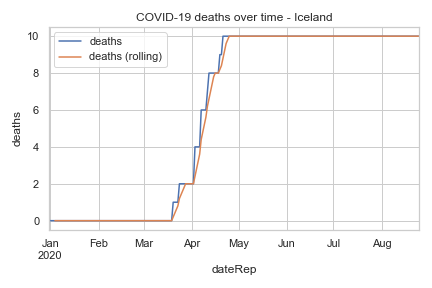 COVID-19 deaths over time - Iceland
deaths
deaths (rolling)
10
8
6
4
2
0
deaths
Jan Feb Mar Apr May Jun Jul Aug
2020
dateRep